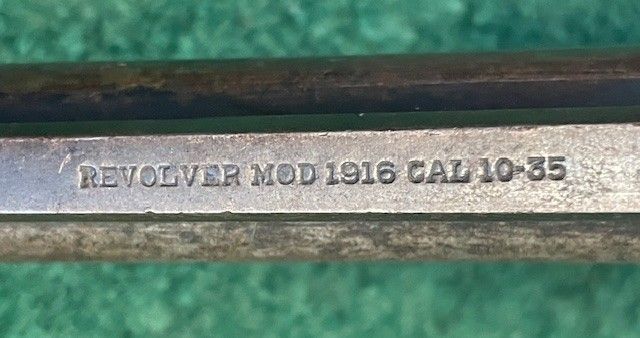 REVOLVER MOD 1916 CAL 10-35